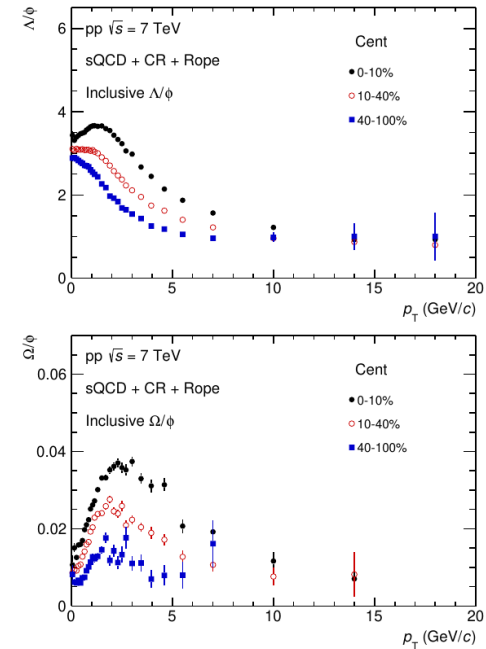 Λ/ϕ
6
4
2
0
pp √s = 7 TeV
sQCD + CR + Rope
Inclusive Λ/ϕ
Cent
0-10%
10-40%
40-100%
0 5 10 15 20
p_T (GeV/c)
Ω/ϕ
0.06
0.04
0.02
0
pp √s = 7 TeV
sQCD + CR + Rope
Inclusive Ω/ϕ
Cent
0-10%
10-40%
40-100%
0 5 10 15 20
p_T (GeV/c)